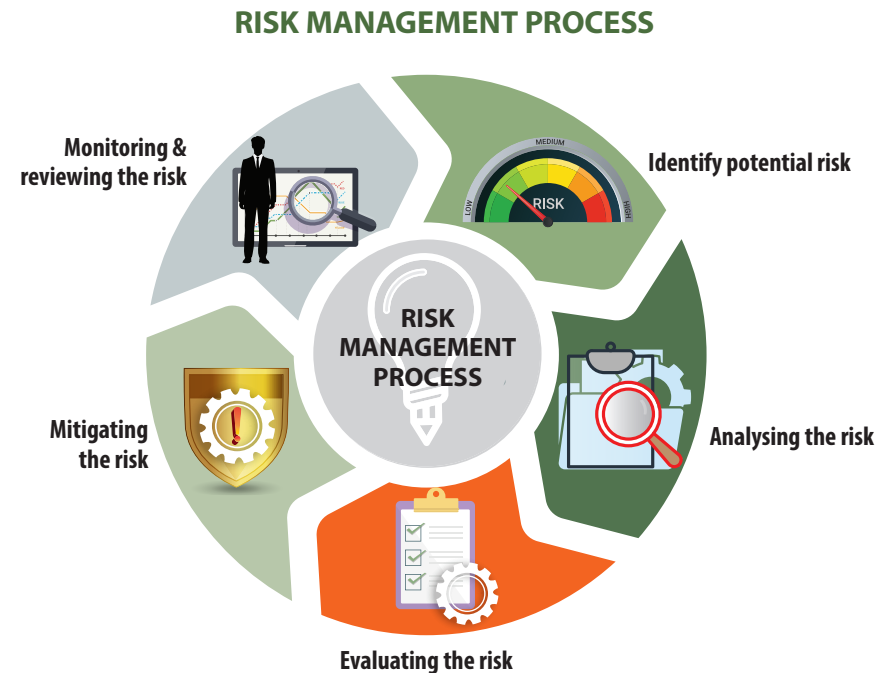 RISK MANAGEMENT PROCESS
Monitoring &
reviewing the risk
MEDIUM
LOW
HIGH
RISK
Identify potential risk
RISK
MANAGEMENT
PROCESS
Analysing the risk
Mitigating
the risk
Evaluating the risk